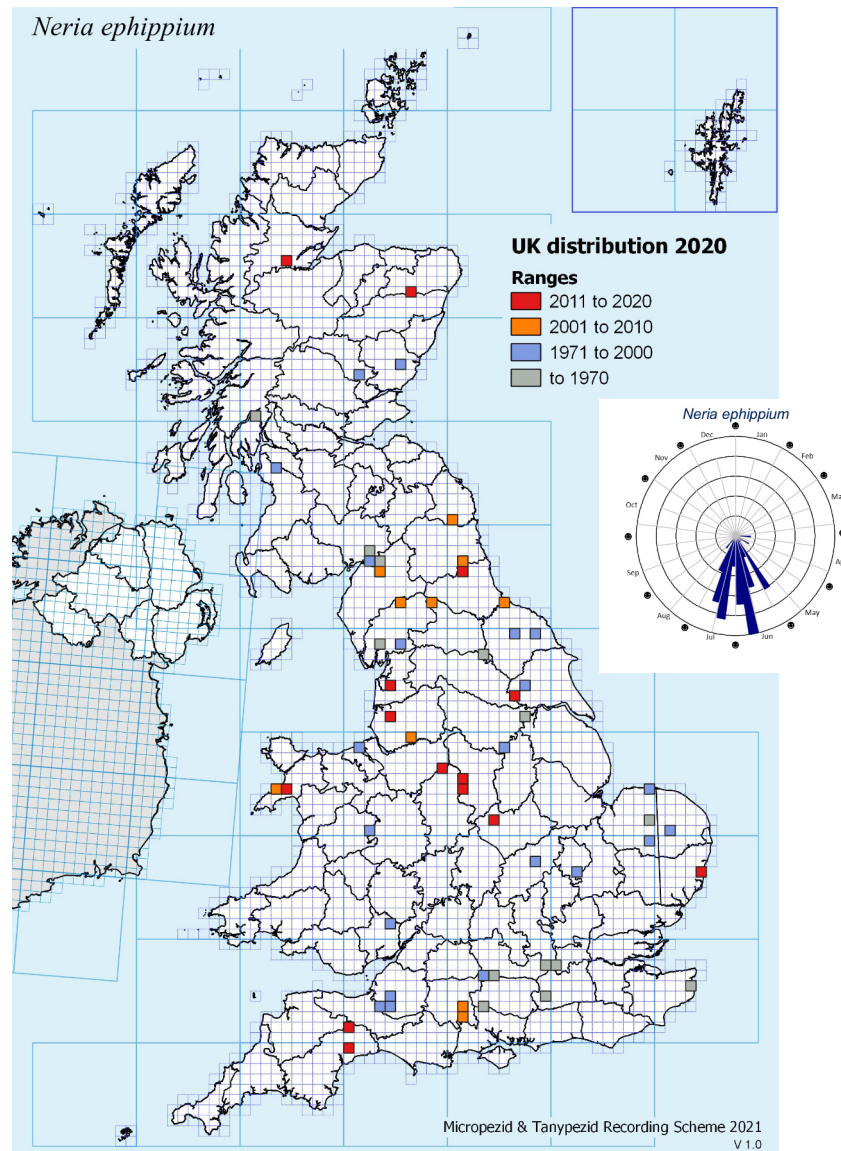 Neria ephippium
UK distribution 2020
Ranges
2011 to 2020
2001 to 2010
1971 to 2000
to 1970
Neria ephippium
Dec
Jan
Nov
Feb
Oct
Sep
Aug
May
Jul
Jun
Micropezid & Tanypezid Recording Scheme 2021
V 1.0